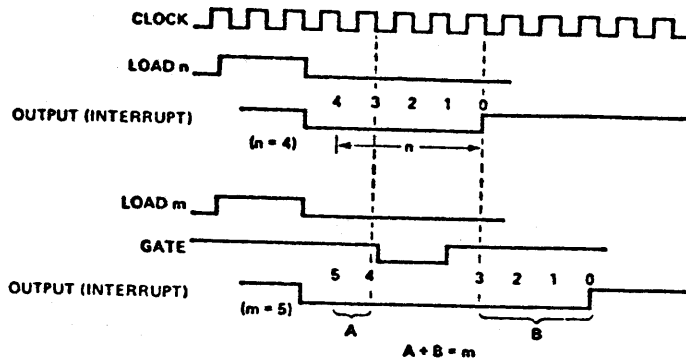 CLOCK
LOAD n
4 3 2 1 0
OUTPUT (INTERRUPT)
(n = 4)
n
LOAD m
GATE
5 4 3 2 1 0
OUTPUT (INTERRUPT)
(m = 5)
A B
A + B = m